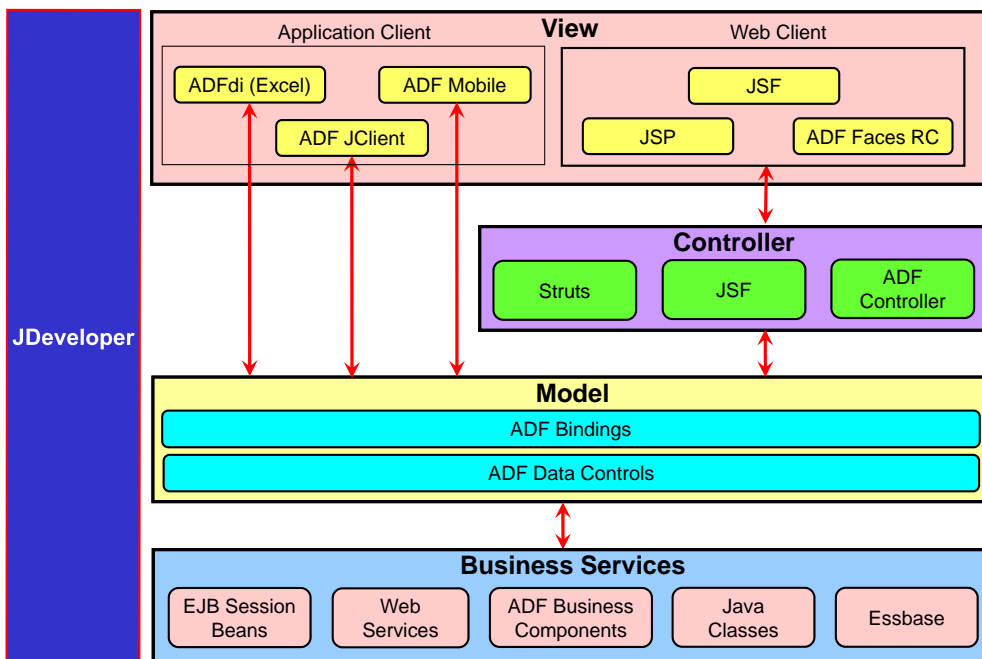 JDeveloper
View
Application Client
Web Client
ADFdi (Excel)
ADF Mobile
ADF JClient
JSF
JSP
ADF Faces RC
Controller
Struts
JSF
ADF
Controller
Model
ADF Bindings
ADF Data Controls
Business Services
EJB Session
Beans
Web
Services
ADF Business
Components
Java
Classes
Essbase